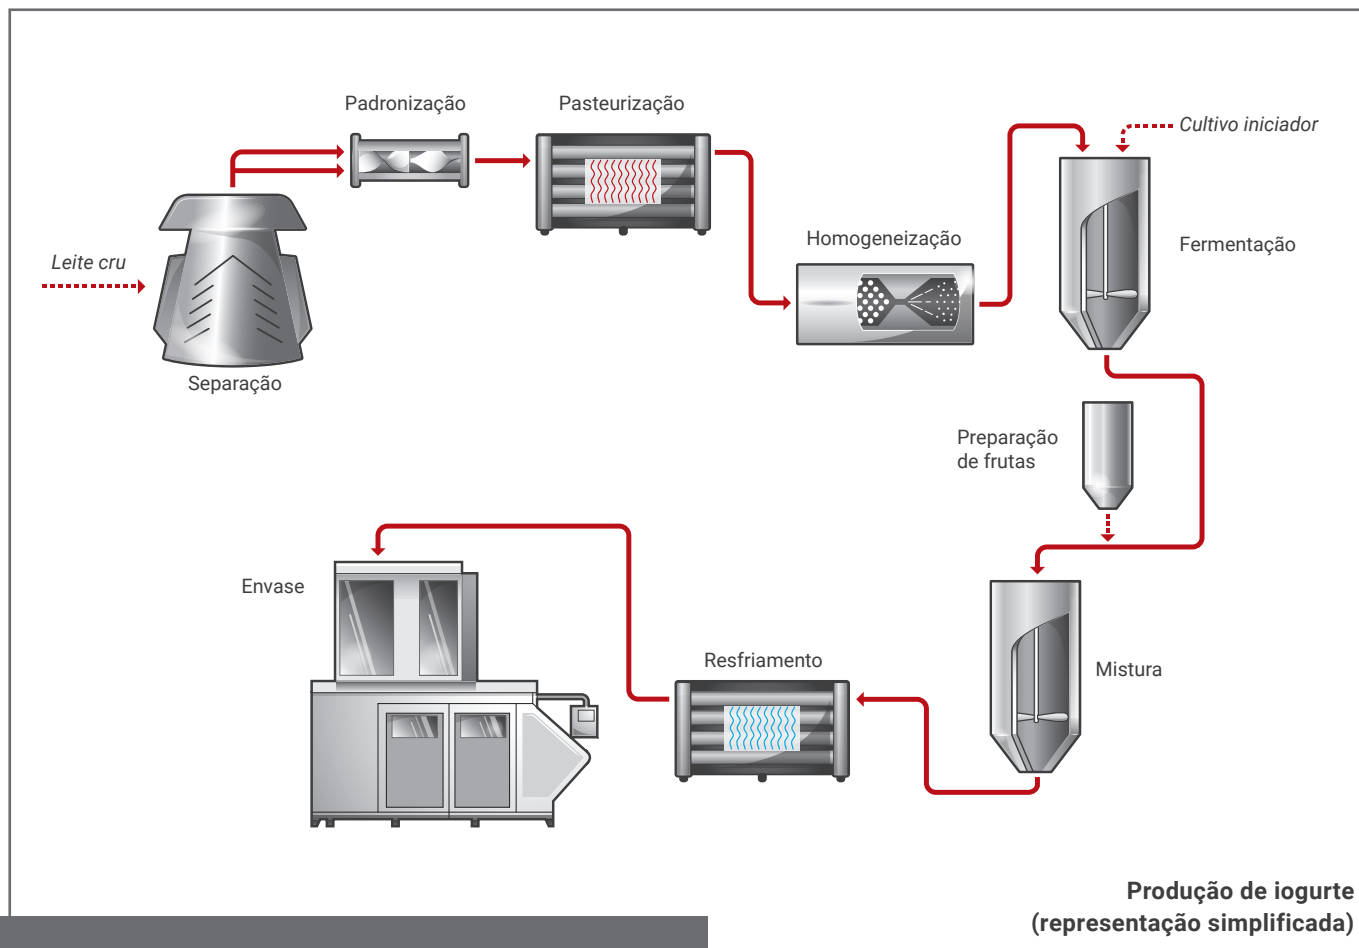 Padronização
Pasteurização
Cultivo iniciador
Homogeneização
Fermentação
Leite cru
Separação
Preparação
de frutas
Envase
Resfriamento
Mistura
Produção de iogurte
(representação simplificada)